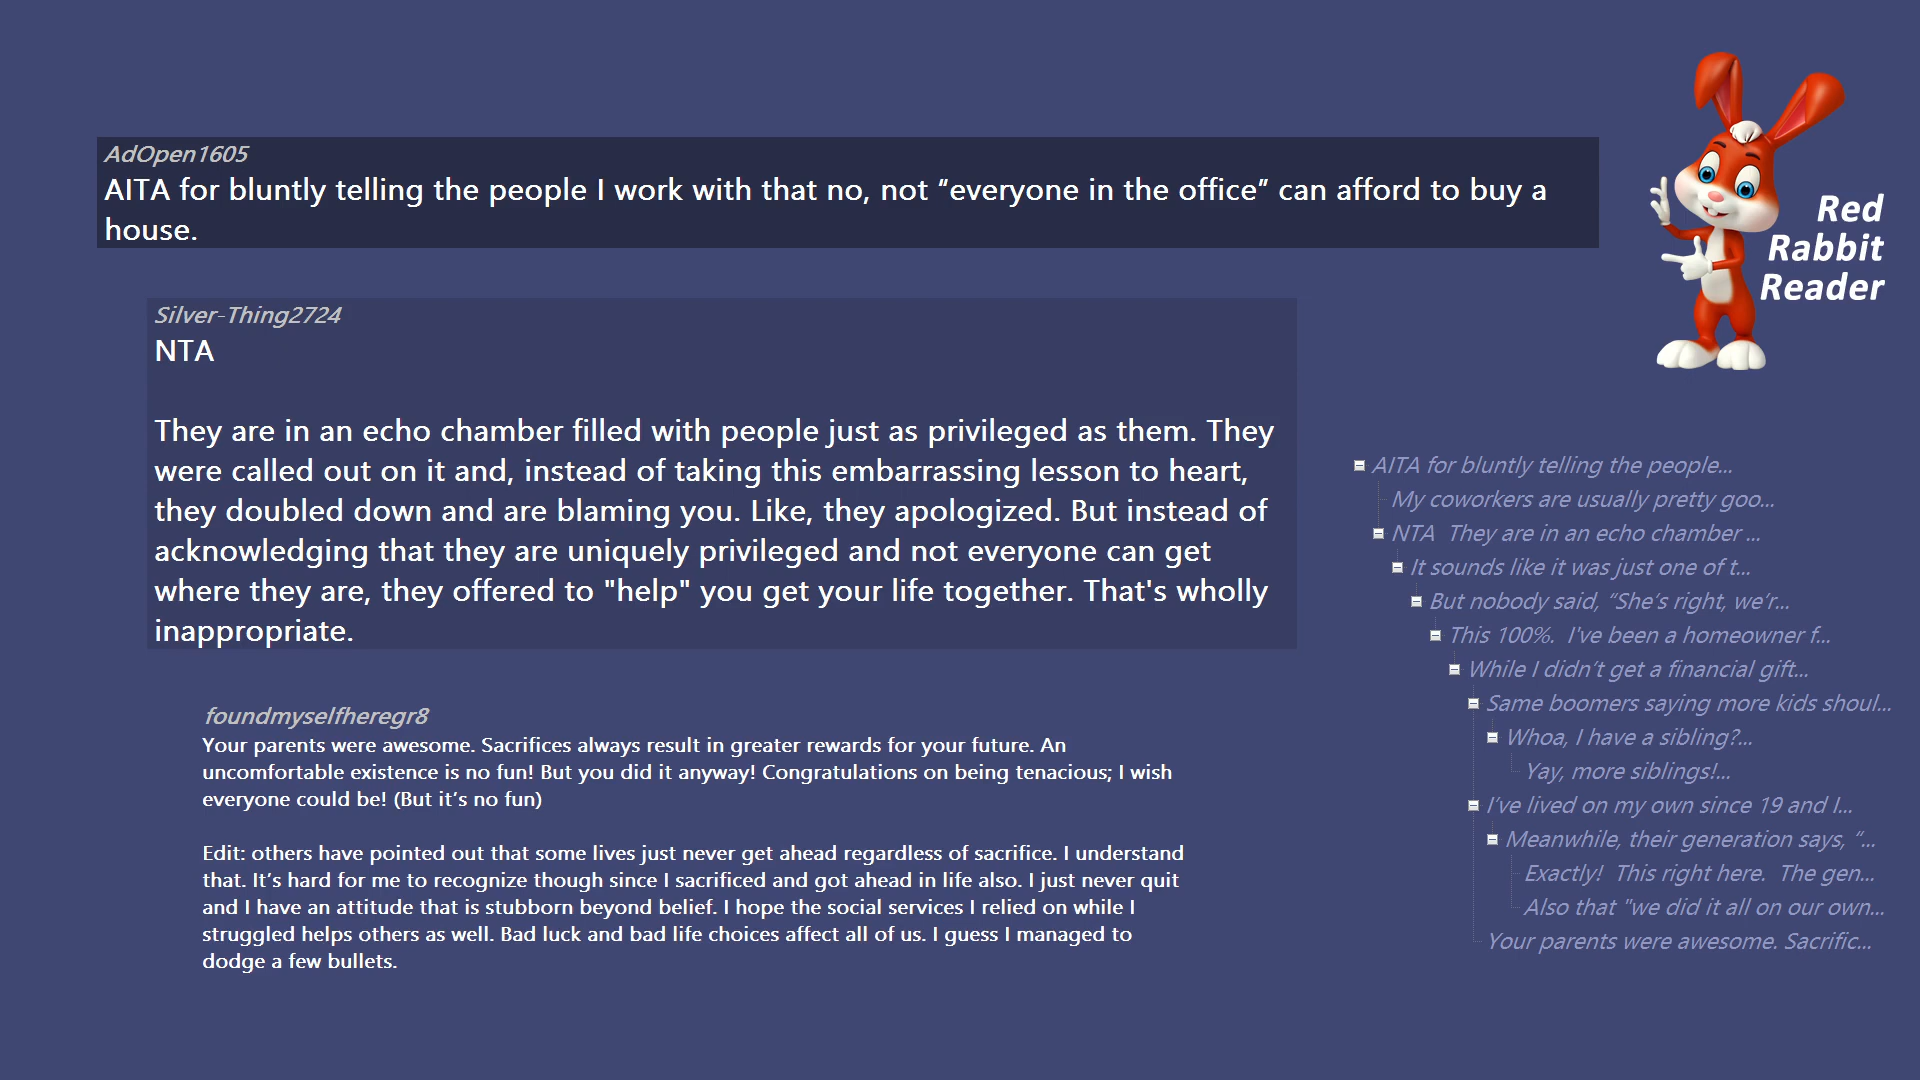 AdOpen1605
AITA for bluntly telling the people I work with that no, not “everyone in the office” can afford to buy a
house.
Red
Rabbit
Reader
Silver-Thing2724
NTA
They are in an echo chamber filled with people just as privileged as them. They
were called out on it and, instead of taking this embarrassing lesson to heart,
they doubled down and are blaming you. Like, they apologized. But instead of
acknowledging that they are uniquely privileged and not everyone can get
where they are, they offered to "help" you get your life together. That's wholly
inappropriate.
foundmyselfheregr8
Your parents were awesome. Sacrifices always result in greater rewards for your future. An
uncomfortable existence is no fun! But you did it anyway! Congratulations on being tenacious; I wish
everyone could be! (But it’s no fun)
Edit: others have pointed out that some lives just never get ahead regardless of sacrifice. I understand
that. It’s hard for me to recognize though since I sacrificed and got ahead in life also. I just never quit
and I have an attitude that is stubborn beyond belief. I hope the social services I relied on while I
struggled helps others as well. Bad luck and bad life choices affect all of us. I guess I managed to
dodge a few bullets.
AITA for bluntly telling the people...
My coworkers are usually pretty goo...
NTA  They are in an echo chamber ...
It sounds like it was just one of t...
But nobody said, “She’s right, we’r...
This 100%.  I've been a homeowner f...
While I didn’t get a financial gift...
Same boomers saying more kids shoul...
Whoa, I have a sibling?...
Yay, more siblings!...
I’ve lived on my own since 19 and I...
Meanwhile, their generation says, “...
Exactly!  This right here.  The gen...
Also that "we did it all on our own...
Your parents were awesome. Sacrific...